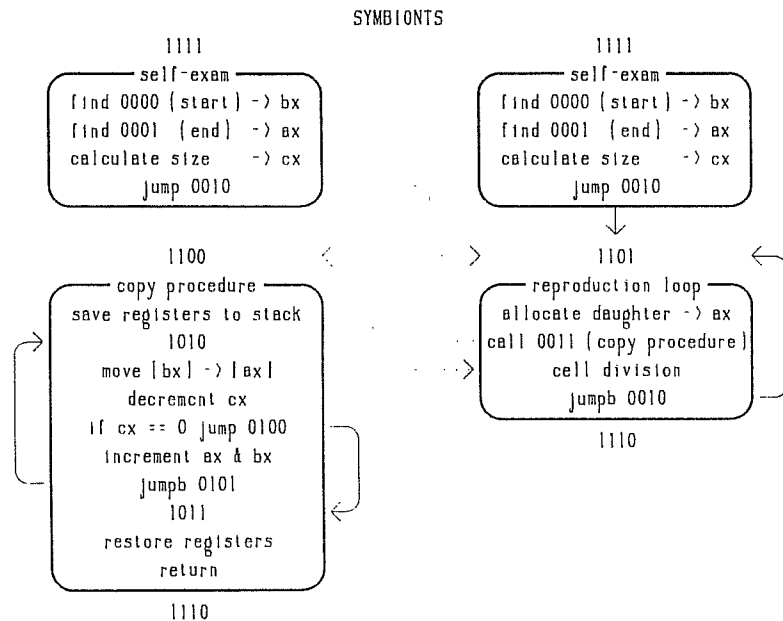 SYMBIONTS
1111
self-exam
find 0000 (start) -> bx
find 0001 (end) -> ax
calculate size -> cx
jump 0010
1100
copy procedure
save registers to stack
1010
move [bx] -> [ax]
decrement cx
if cx == 0 jump 0100
increment ax & bx
jumpb 0101
1011
restore registers
return
1110
1111
self-exam
find 0000 (start) -> bx
find 0001 (end) -> ax
calculate size -> cx
jump 0010
1101
reproduction loop
allocate daughter -> ax
call 0011 (copy procedure)
cell division
jumpb 0010
1110